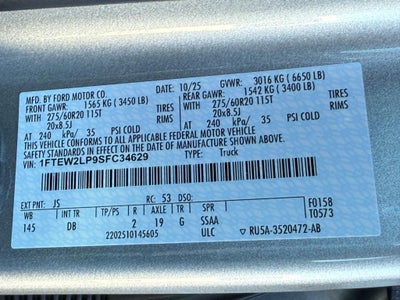 MFD. BY FORD MOTOR CO. 10/25 GVWR: 3016 KG ( 6650 LB)
FRONT GAWR: 1565 KG ( 3450 LB) REAR GAWR: 1542 KG ( 3400 LB)
275/60R20 115T TIRES 275/60R20 115T TIRES
20x8.5J RIMS 20x8.5J RIMS
AT 240 kPa/ 35 PSI COLD AT 240 kPa/ 35 PSI COLD
THIS VEHICLE CONFORMS TO ALL APPLICABLE FEDERAL MOTOR VEHICLE
SAFETY AND THEFT PREVENTION STANDARDS IN EFFECT ON THE DATE OF MANUFACTURE SHOWN ABOVE.
VIN: 1FTEW2LP9SFC34629 TYPE: Truck
EXT PNT: JS RC: 53 DSO: F0158
WB INT TR TP/PS R AXLE TR SPR T0573
145 DB 2 19 G SSAA
2202510145605 ULC ▽ RU5A-3520472-AB